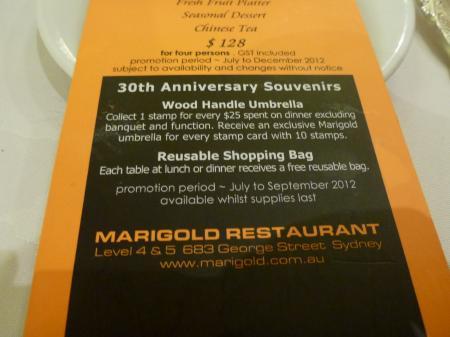 Fresh Fruit Platter
Seasonal Dessert
Chinese Tea
$ 128
for four persons . GST included
promotion period ~ July to December 2012
subject to availability and changes without notice
30th Anniversary Souvenirs
Wood Handle Umbrella
Collect 1 stamp for every $25 spent on dinner excluding
banquet and function. Receive an exclusive Marigold
umbrella for every stamp card with 10 stamps.
Reusable Shopping Bag
Each table at lunch or dinner receives a free reusable bag.
promotion period ~ July to September 2012
available whilst supplies last
MARIGOLD RESTAURANT
Level 4 & 5 683 George Street Sydney
www.marigold.com.au